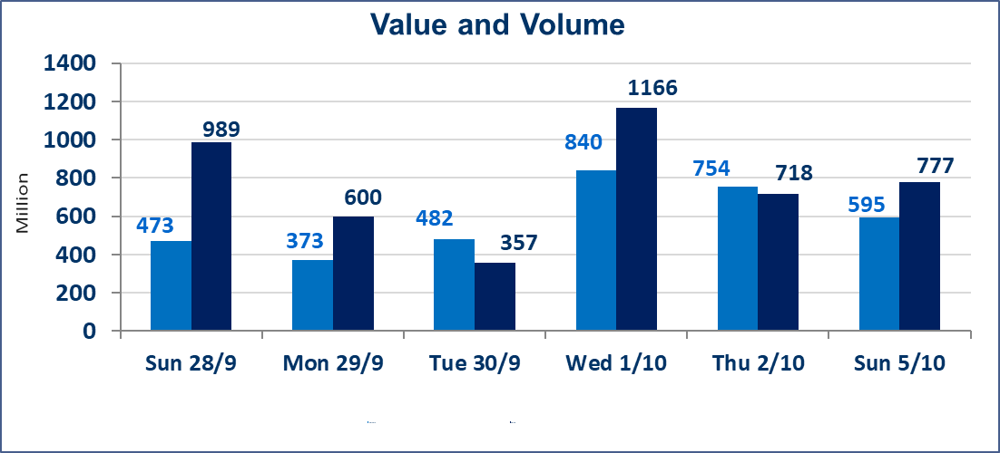 Value and Volume
Million
1400
1200
1000
800
600
400
200
0
473
989
373
600
482
357
840
1166
754
718
595
777
Sun 28/9
Mon 29/9
Tue 30/9
Wed 1/10
Thu 2/10
Sun 5/10